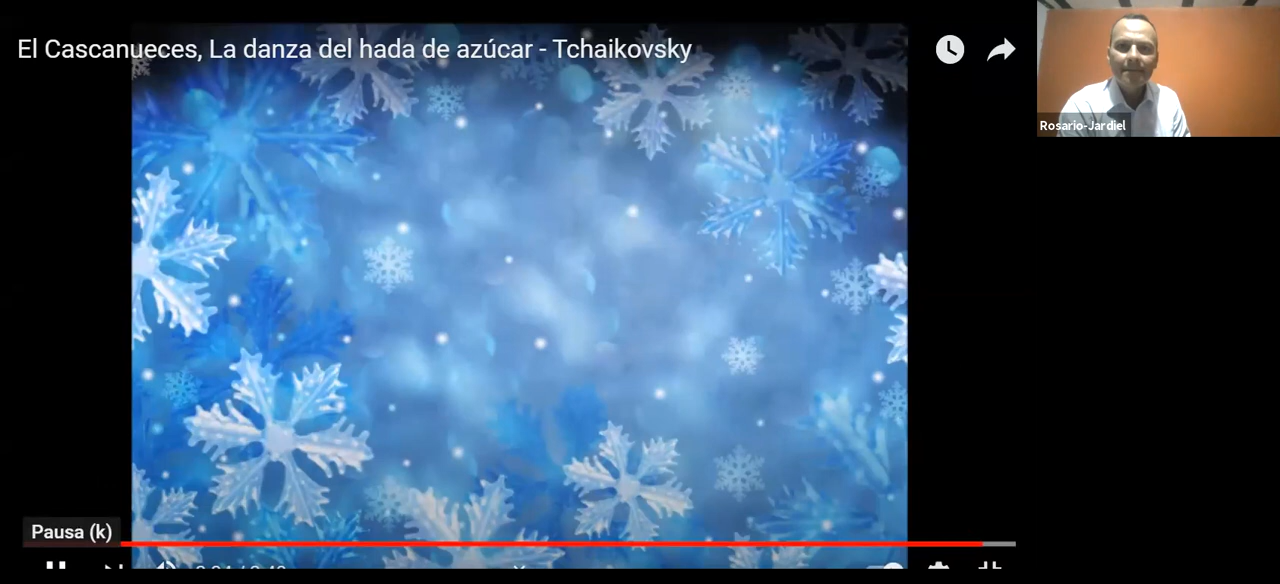 El Cascanueces, La danza del hada de azúcar - Tchaikovsky
Rosario-Jardiel
Pausa (k)